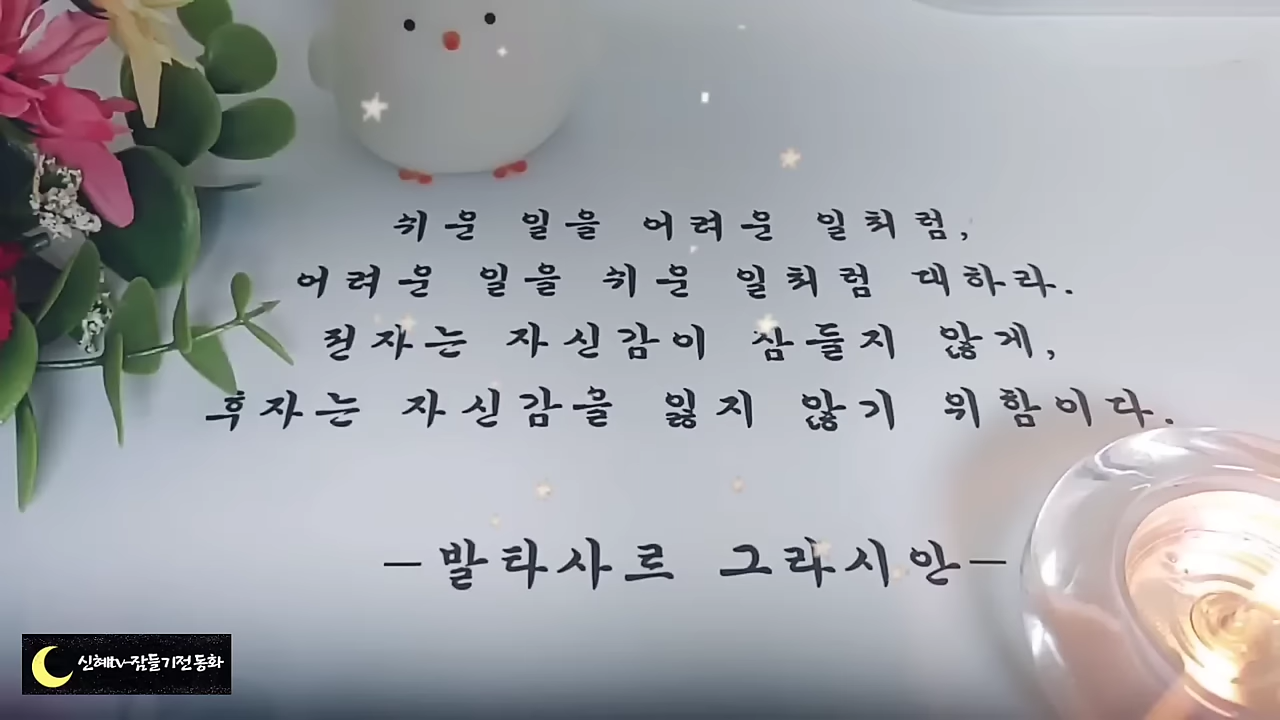 쉬운 일을 어려운 일처럼,
어려운 일을 쉬운 일처럼 대하라.
전자는 자신감이 잠들지 않게,
후자는 자신감을 잃지 않기 위함이다.
-발타사르 그라시안-
신혜tv-잠들기전동화